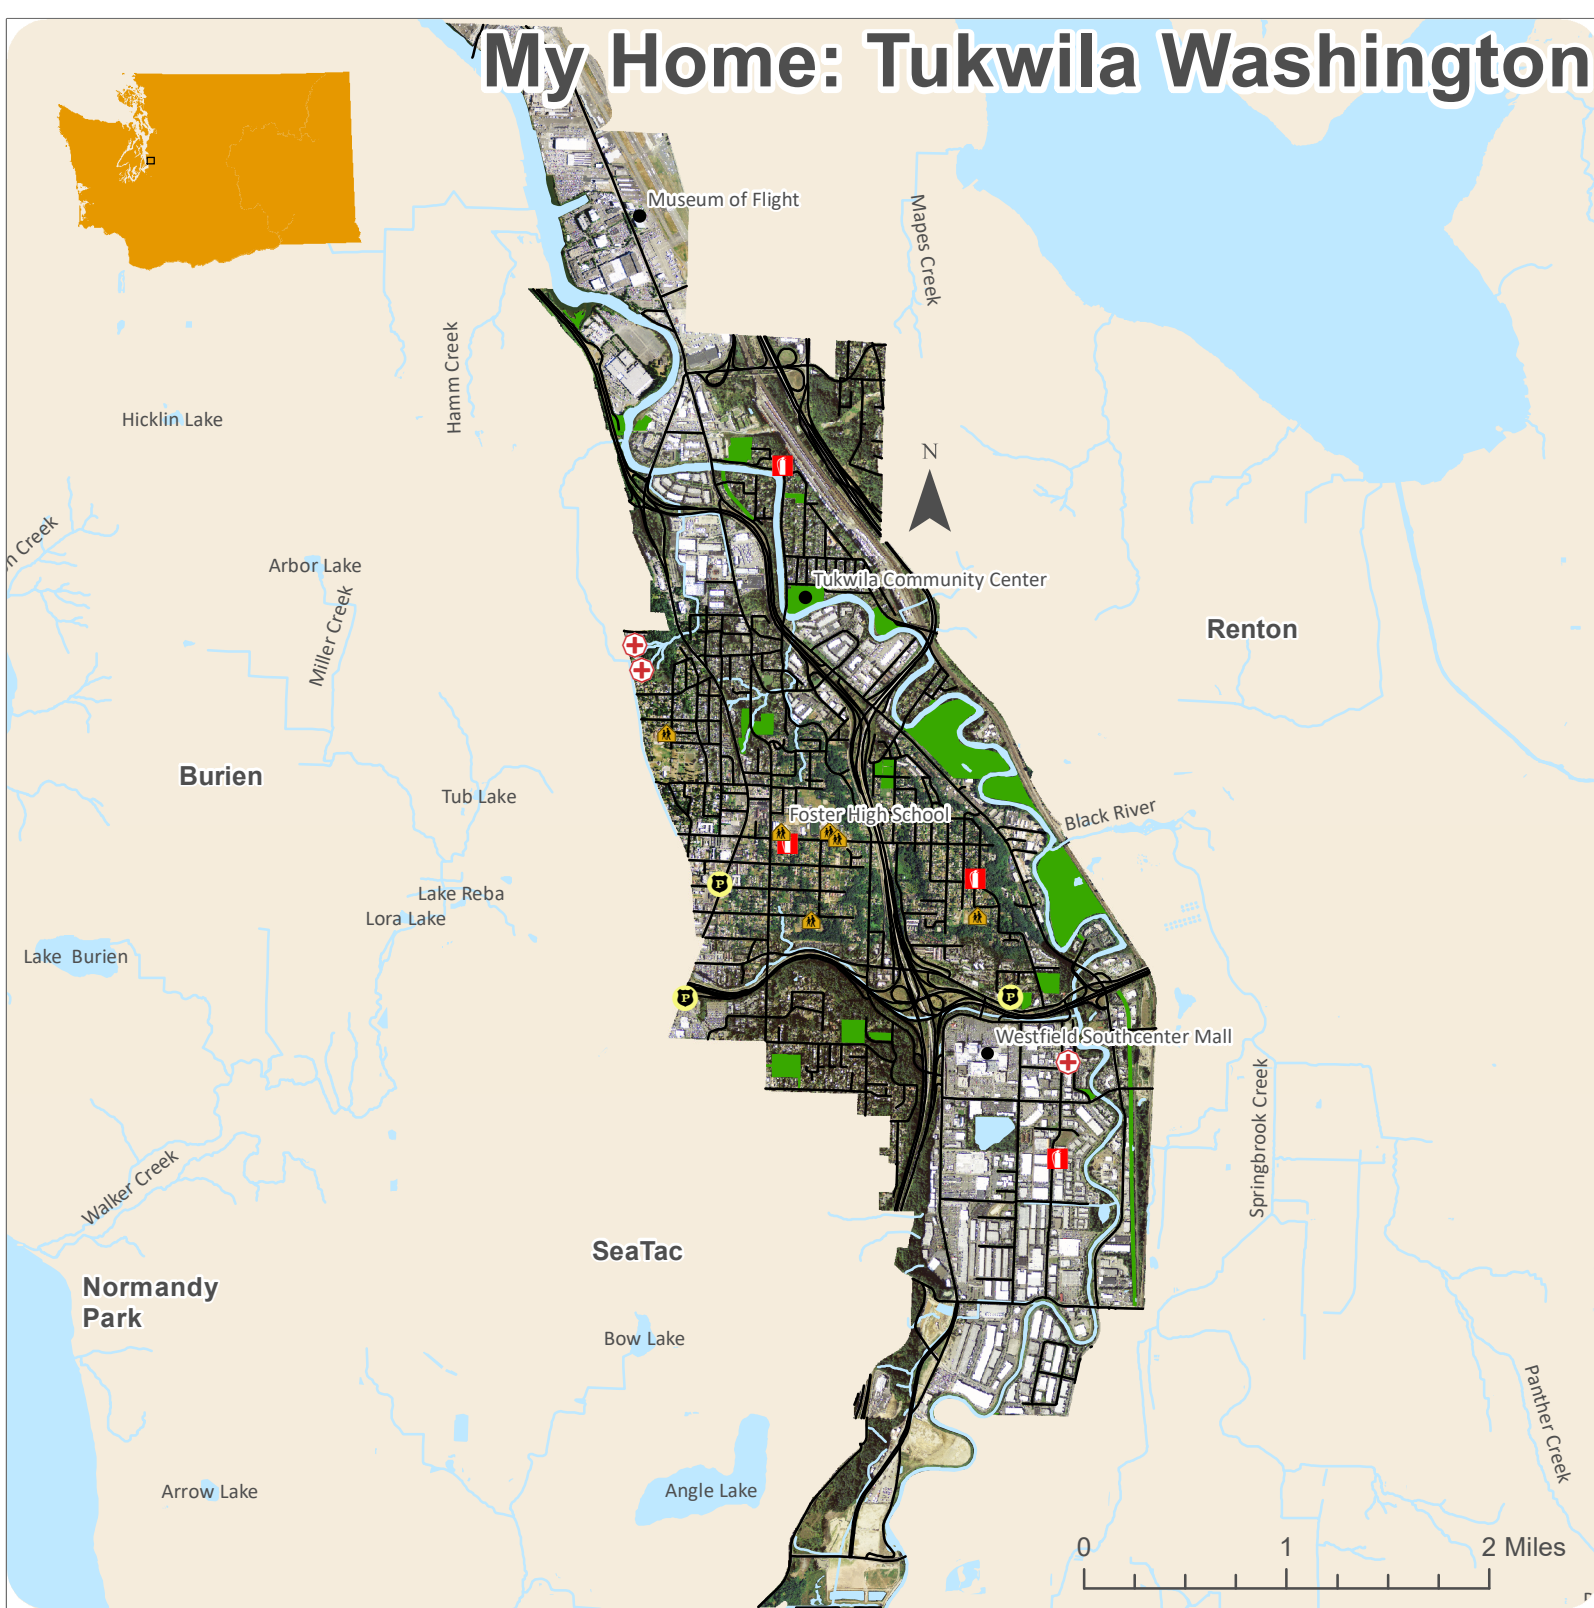 My Home: Tukwila Washington
Museum of Flight
Mapes Creek
Hamm Creek
Hicklin Lake
N
Creek
Arbor Lake
Tukwila Community Center
Miller Creek
Renton
Burien
Tub Lake
Foster High School
Black River
P
Lake Reba
Lora Lake
Lake Burien
P
P
Westfield Southcenter Mall
Springbrook Creek
Walker Creek
SeaTac
Normandy
Park
Bow Lake
Panther Creek
Arrow Lake
Angle Lake
0 1 2 Miles